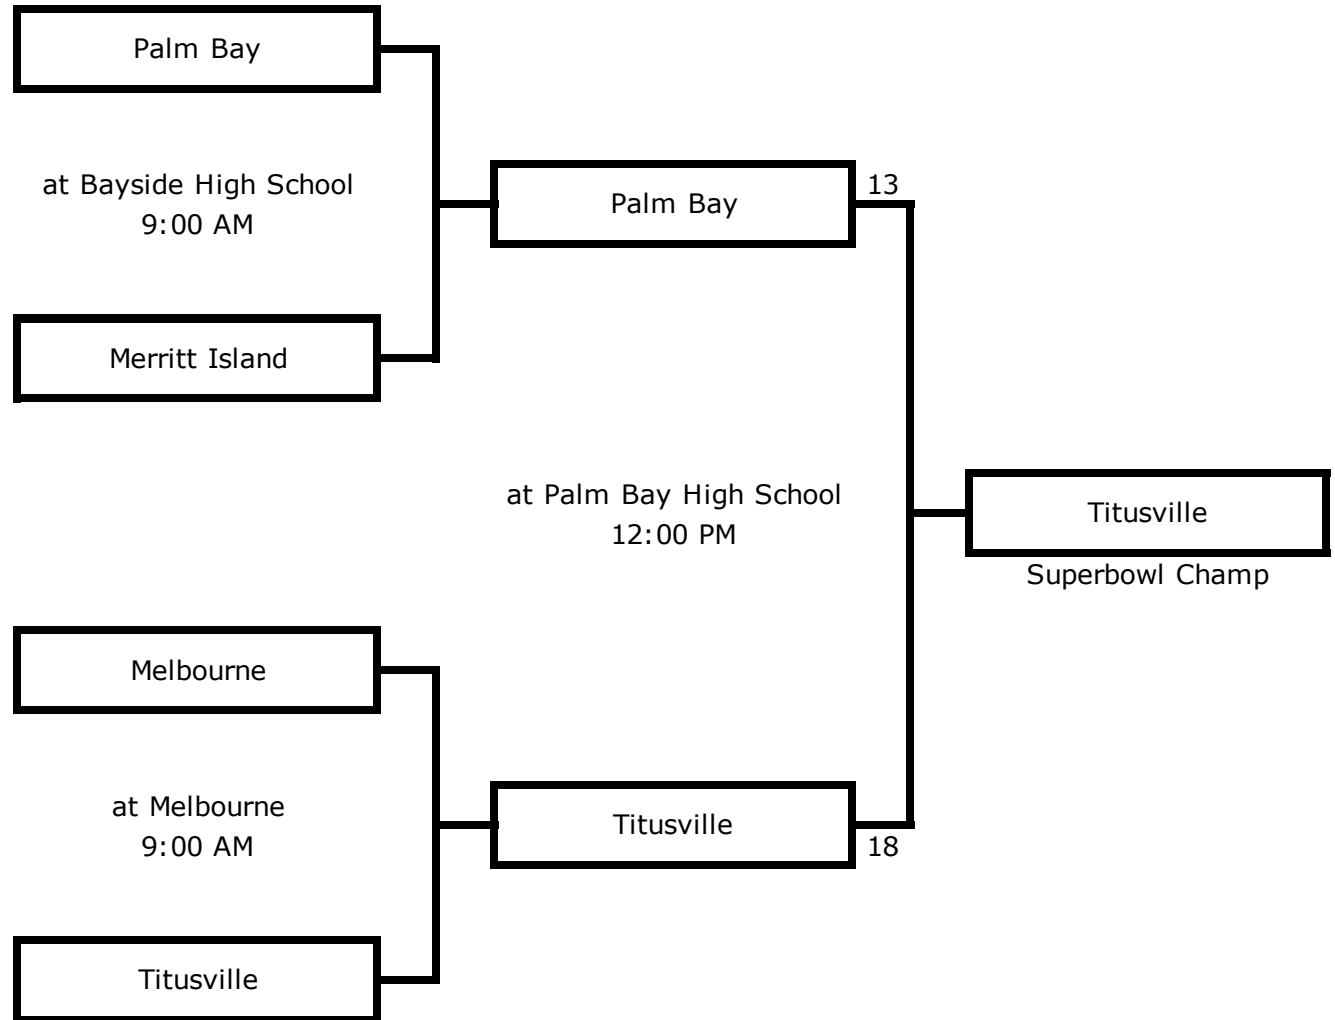 Palm Bay
at Bayside High School
9:00 AM
Merritt Island
Palm Bay
13
at Palm Bay High School
12:00 PM
Titusville
Superbowl Champ
Melbourne
at Melbourne
9:00 AM
Titusville
Titusville
18